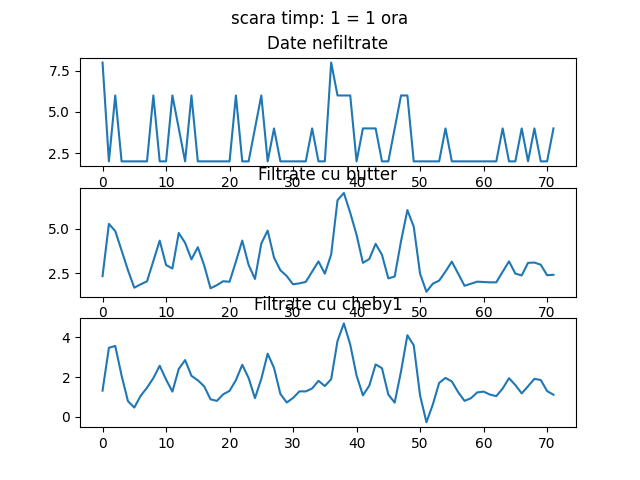 scara timp: 1 = 1 ora
Date nefiltrate
7.5
5.0
2.5
0 10 20 30 40 50 60 70
Filtrate cu butter
5.0
2.5
0 10 20 30 40 50 60 70
Filtrate cu cheby1
4
2
0
0 10 20 30 40 50 60 70